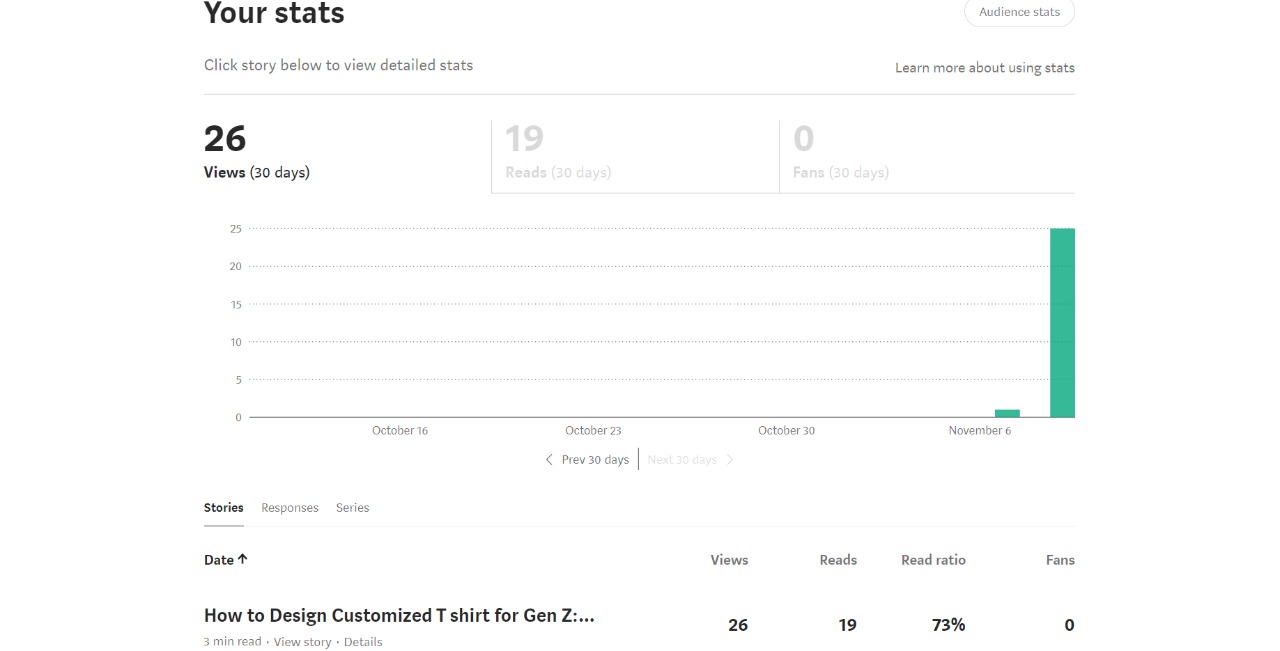 Your stats
Audience stats
Click story below to view detailed stats
Learn more about using stats
26
Views (30 days)
19
Reads (30 days)
0
Fans (30 days)
25
20
15
10
5
0
October 16
October 23
October 30
November 6
Prev 30 days
Next 30 days
Stories Responses Series
Date Views Reads Read ratio Fans
How to Design Customized T shirt for Gen Z:...
26 19 73% 0
3 min read · View story · Details